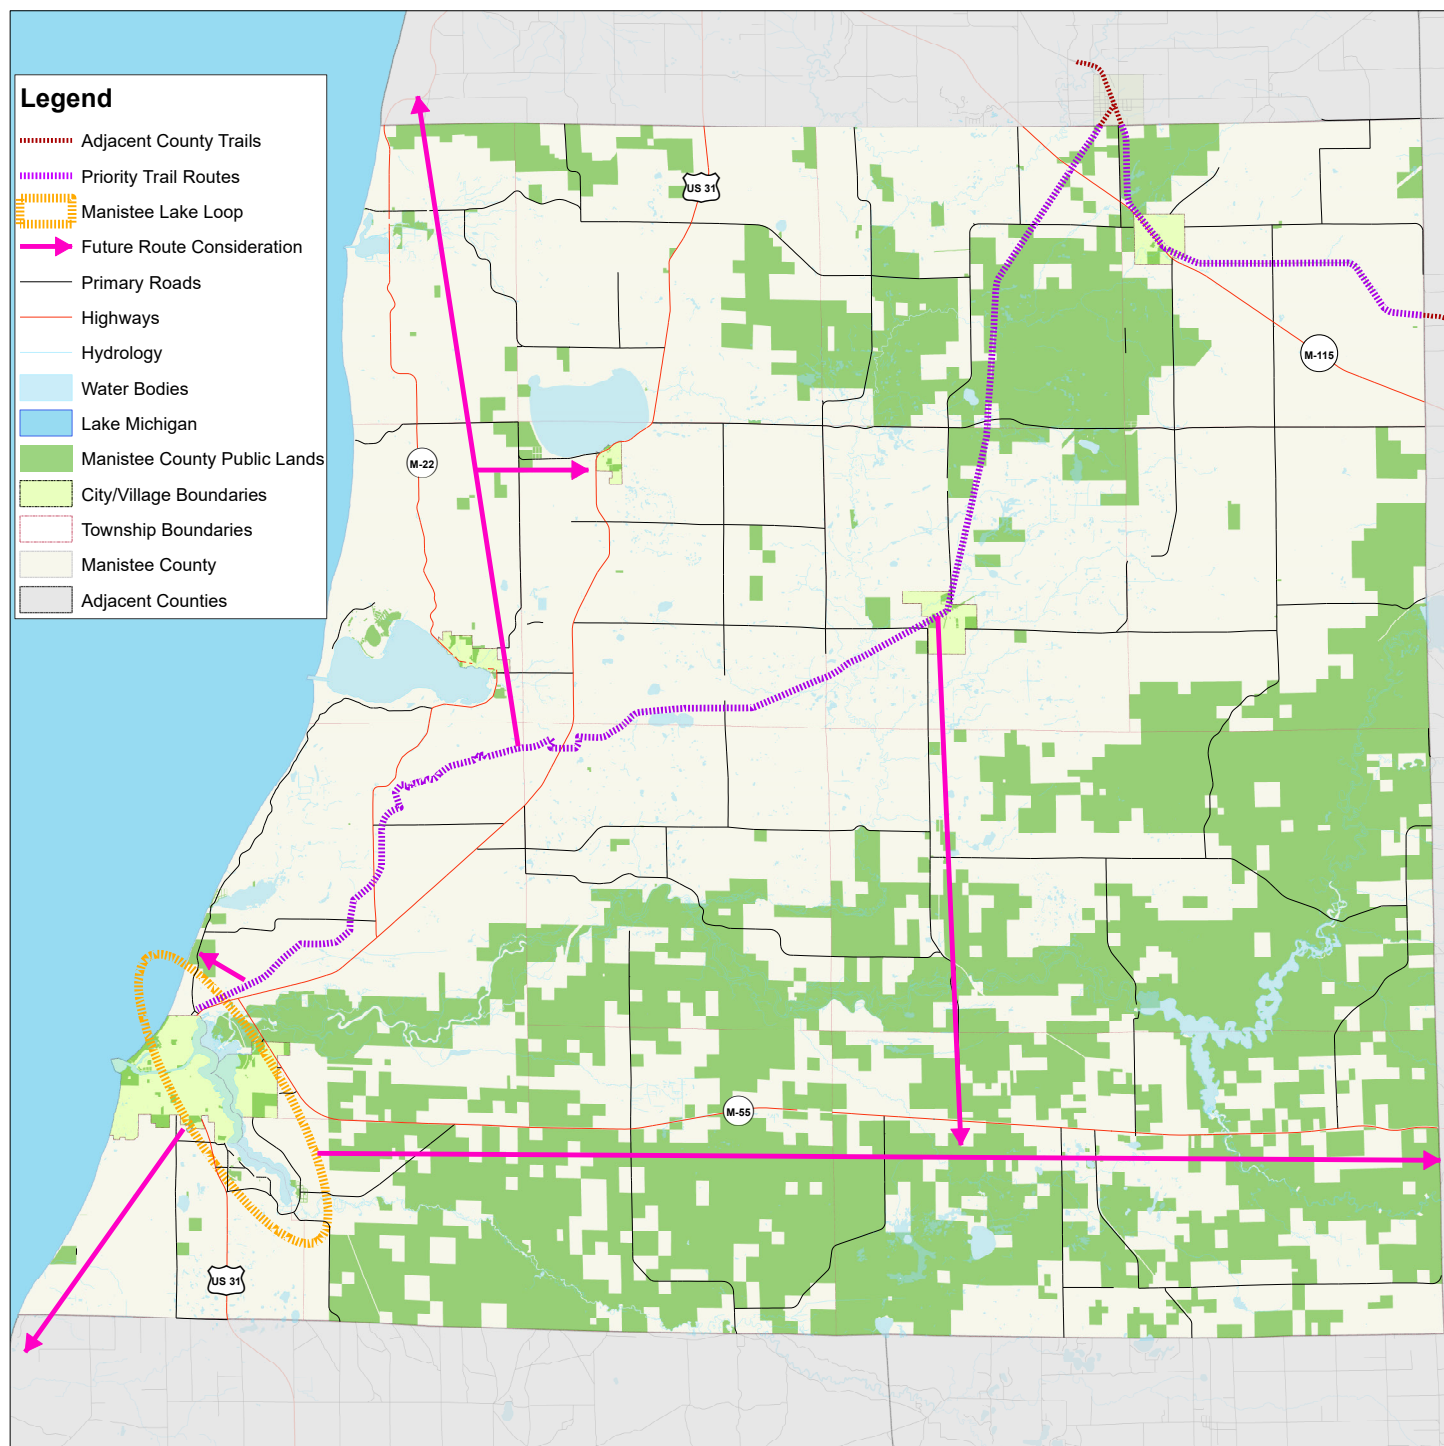 Legend
Adjacent County Trails
Priority Trail Routes
Manistee Lake Loop
Future Route Consideration
Primary Roads
Highways
Hydrology
Water Bodies
Lake Michigan
Manistee County Public Lands
City/Village Boundaries
Township Boundaries
Manistee County
Adjacent Counties
US 31
M-115
M-22
M-55
US 31